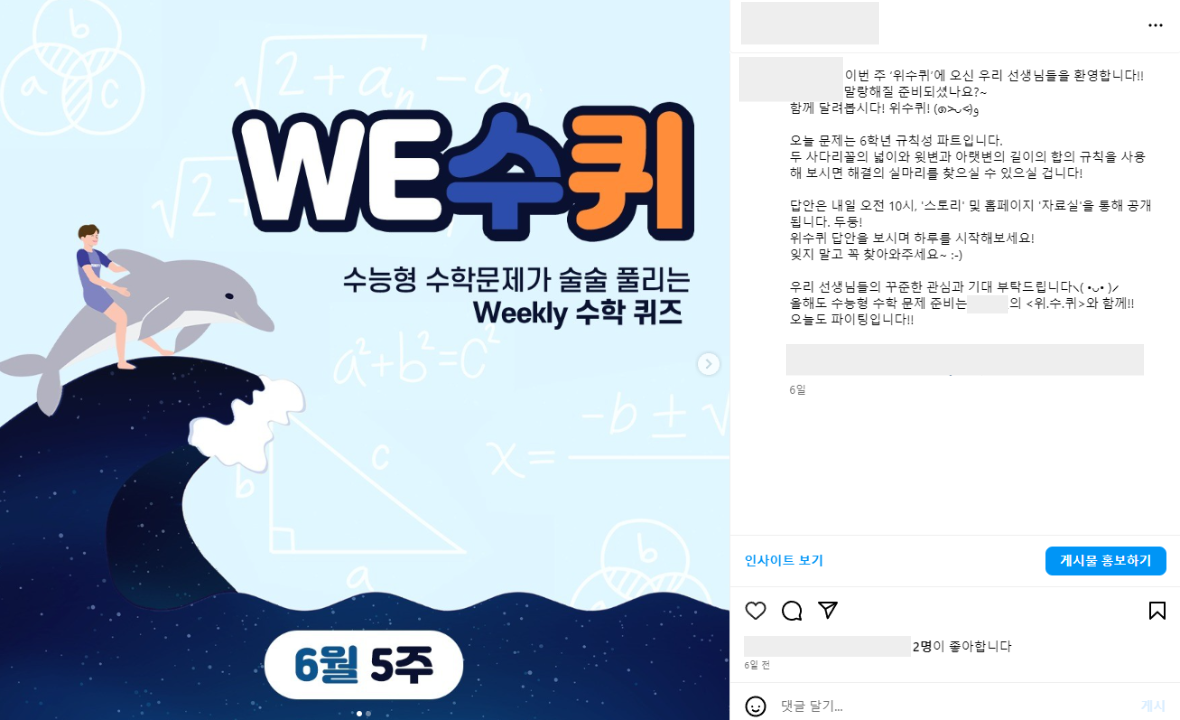 b
a
c
√2+aₙ - aₙ
√2
WE수퀴
수능형 수학문제가 술술 풀리는
Weekly 수학 퀴즈
a²+b²=C²
-b ± √
x =
c
b
a
b
6월 5주
이번 주 '위수퀴'에 오신 우리 선생님들을 환영합니다!!
말랑해질 준비되셨나요?~
함께 달려봅시다! 위수퀴! (๑˃̵ᴗ˂̵)و
오늘 문제는 6학년 규칙성 파트입니다.
두 사다리꼴의 넓이와 윗변과 아랫변의 길이의 합의 규칙을 사용
해 보시면 해결의 실마리를 찾으실 수 있으실 겁니다!
답안은 내일 오전 10시, '스토리' 및 홈페이지 '자료실'을 통해 공개
됩니다. 두둥!
위수퀴 답안을 보시며 하루를 시작해보세요!
잊지 말고 꼭 찾아와주세요~ :-)
우리 선생님들의 꾸준한 관심과 기대 부탁드립니다ヽ( •ᴗ• )ノ
올해도 수능형 수학 문제 준비는 의 <위.수.퀴>와 함께!!
오늘도 파이팅입니다!!
6일
인사이트 보기
게시물 홍보하기
2명이 좋아합니다
6일 전
댓글 달기...
게시